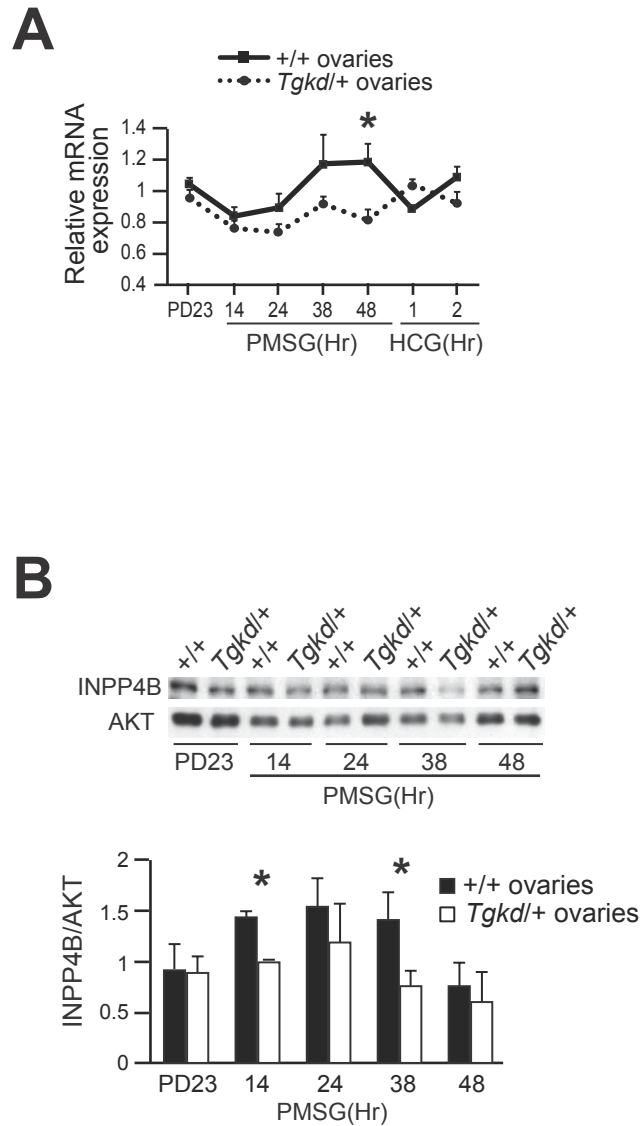 A
+/+ ovaries
Tgkd/+ ovaries
*
Relative mRNA
expression
1.4
1.2
1
0.8
0.6
0.4
PD23 14 24 38 48 1 2
PMSG(Hr) HCG(Hr)
B
+/+ Tgkd/+ +/+ Tgkd/+ +/+ Tgkd/+ +/+ Tgkd/+ +/+ Tgkd/+
INPP4B
AKT
PD23 14 24 38 48
PMSG(Hr)
INPP4B/AKT
2
1.5
1
0.5
0
* *
+/+ ovaries
Tgkd/+ ovaries
PD23 14 24 38 48
PMSG(Hr)